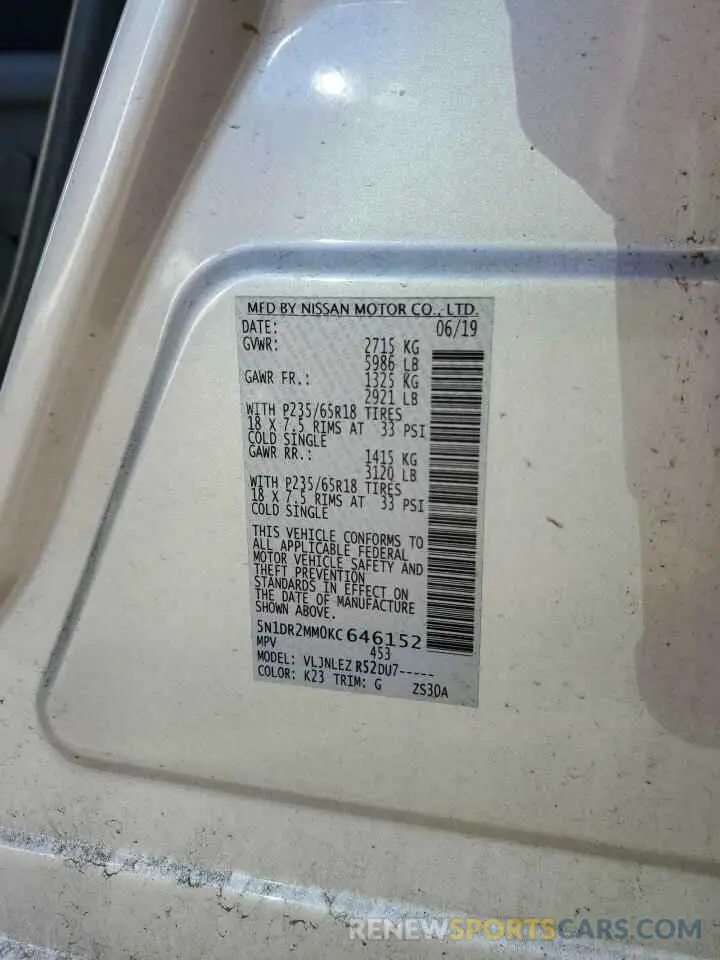 MFD BY NISSAN MOTOR CO., LTD.
DATE: 06/19
GVWR: 2715 KG
5986 LB
GAWR FR.: 1325 KG
2921 LB
WITH P235/65R18 TIRES
18 X 7.5 RIMS AT 33 PSI
COLD SINGLE
GAWR RR.: 1415 KG
3120 LB
WITH P235/65R18 TIRES
18 X 7.5 RIMS AT 33 PSI
COLD SINGLE
THIS VEHICLE CONFORMS TO
ALL APPLICABLE FEDERAL
MOTOR VEHICLE SAFETY AND
THEFT PREVENTION
STANDARDS IN EFFECT ON
THE DATE OF MANUFACTURE
SHOWN ABOVE.
5N1DR2MM0KC646152
MPV 453
MODEL: VLJNLEZ R52DU7-----
COLOR: K23 TRIM: G ZS3DA
RENEWSPORTSCARS.COM